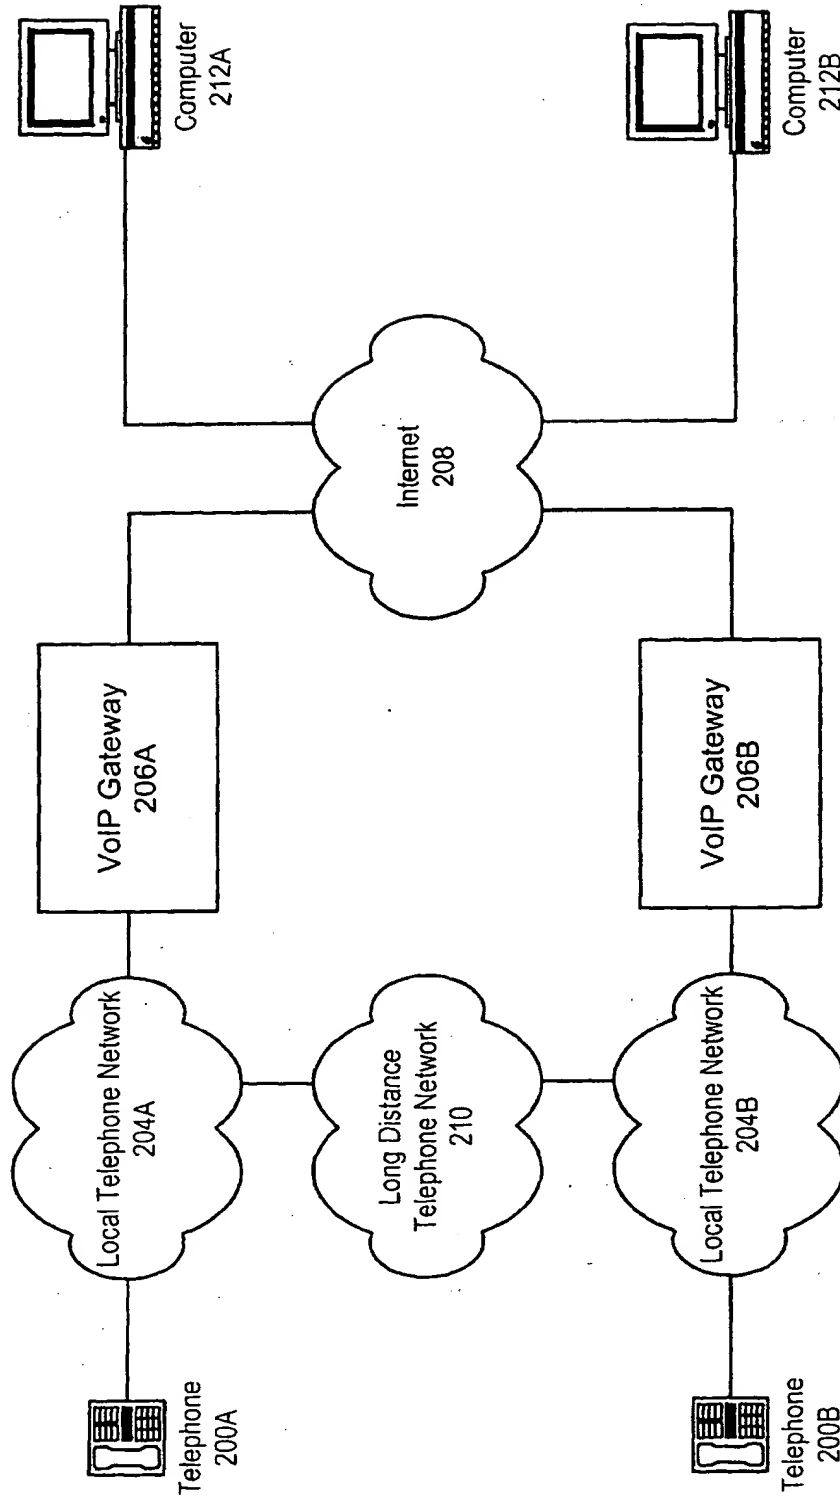 Telephone
200A
Local Telephone Network
204A
VoIP Gateway
206A
Computer
212A
Long Distance
Telephone Network
210
Internet
208
Telephone
200B
Local Telephone Network
204B
VoIP Gateway
206B
Computer
212B